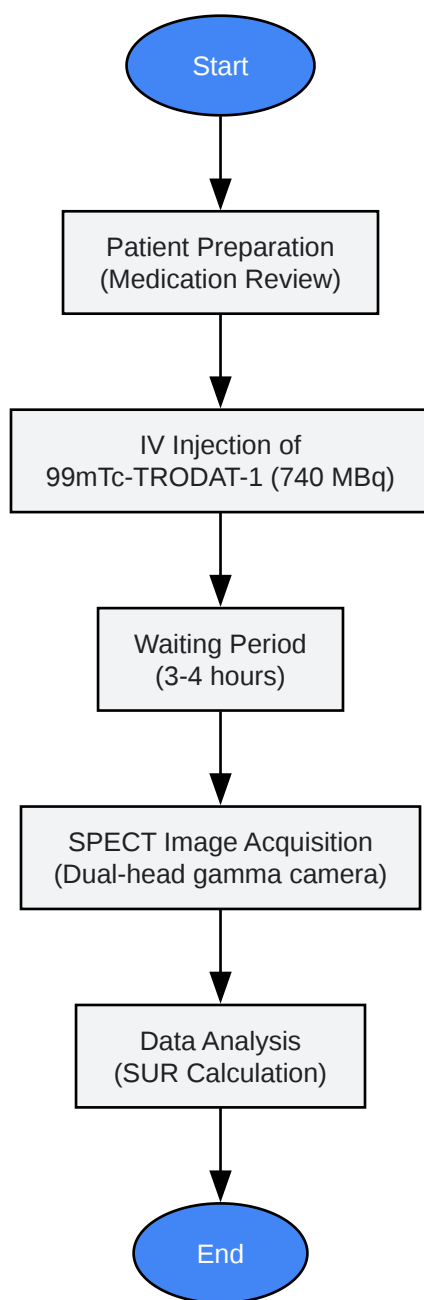 Start
Patient Preparation
(Medication Review)
IV Injection of
99mTc-TRODAT-1 (740 MBq)
Waiting Period
(3-4 hours)
SPECT Image Acquisition
(Dual-head gamma camera)
Data Analysis
(SUR Calculation)
End